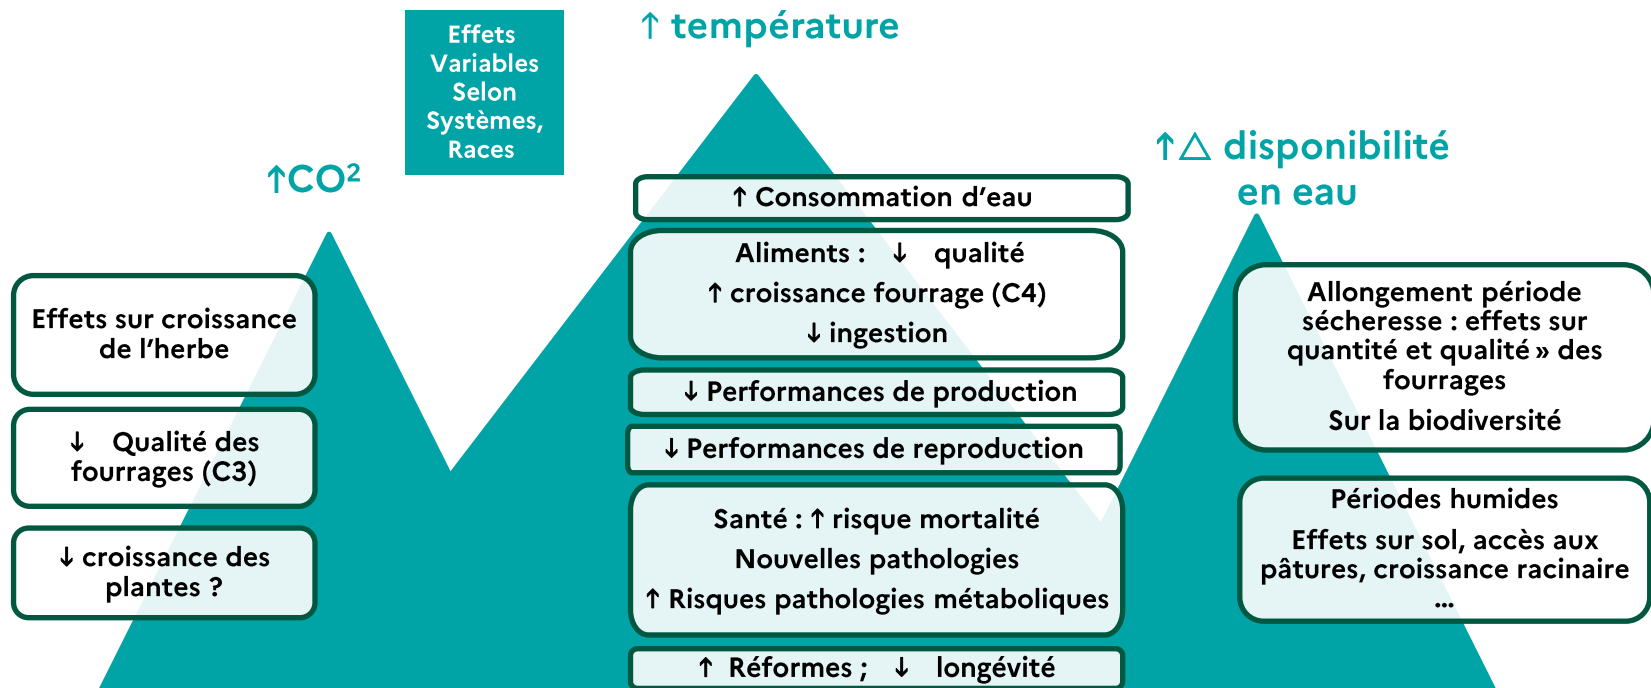 Effets
Variables
Selon
Systèmes,
Races
↑ température
↑CO²
↑△ disponibilité
en eau
Effets sur croissance
de l'herbe
↓ Qualité des
fourrages (C3)
↓ croissance des
plantes ?
↑ Consommation d'eau
Aliments : ↓ qualité
↑ croissance fourrage (C4)
↓ ingestion
↓ Performances de production
↓ Performances de reproduction
Santé : ↑ risque mortalité
Nouvelles pathologies
↑ Risques pathologies métaboliques
↑ Réformes ; ↓ longévité
Allongement période
sécheresse : effets sur
quantité et qualité » des
fourrages
Sur la biodiversité
Périodes humides
Effets sur sol, accès aux
pâtures, croissance racinaire
...